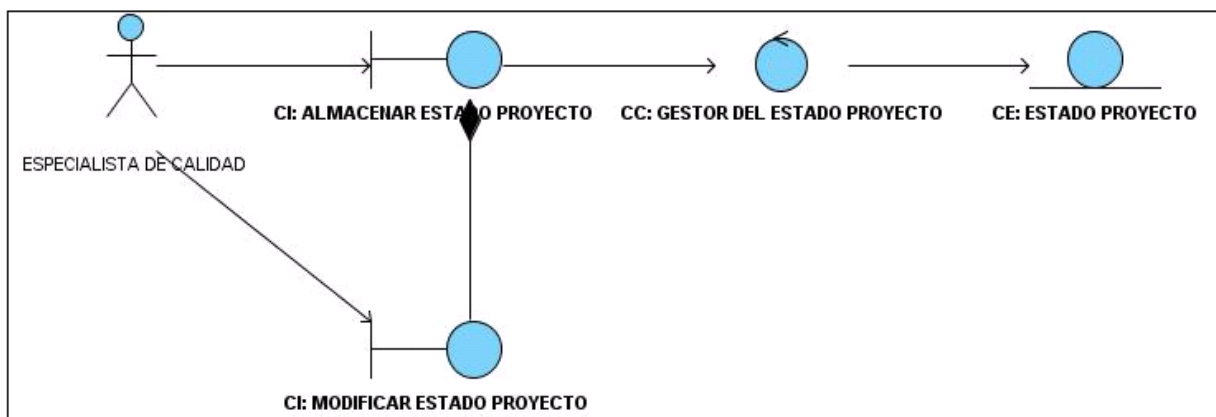 CI: ALMACENAR ESTADO PROYECTO
CC: GESTOR DEL ESTADO PROYECTO
CE: ESTADO PROYECTO
ESPECIALISTA DE CALIDAD
CI: MODIFICAR ESTADO PROYECTO